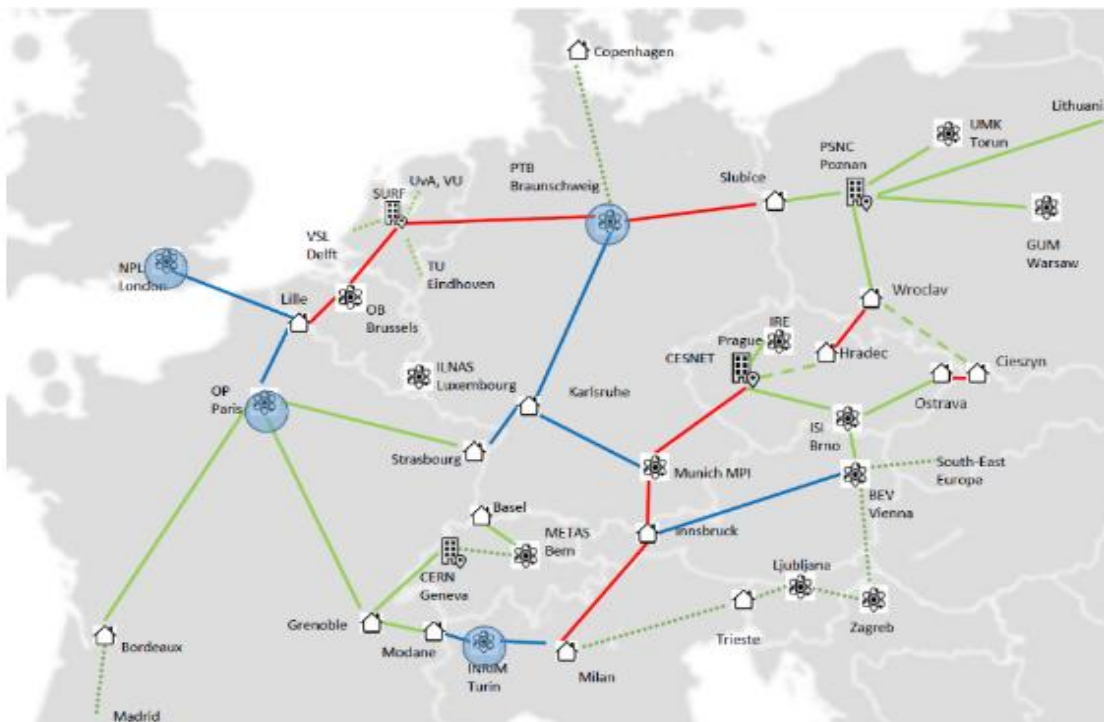 Copenhagen
Lithuani
UMK
Torun
PSNC
Poznan
PTB
Braunschweig
Slubice
UvA, VU
SURF
VSL
Delft
TU
Eindhoven
GUM
Warsaw
NPL
London
Lille
OB
Brussels
Wroclav
IRE
Prague
CESNET
Hradec
Cieszyn
ILNAS
Luxembourg
Karlsruhe
OP
Paris
Ostrava
ISI
Brno
Strasbourg
Munich MPI
South-East
Europe
BEV
Vienna
Basel
METAS
Bern
Innsbruck
CERN
Geneva
Ljubljana
Grenoble
Zagreb
Trieste
Bordeaux
Modane
INRIM
Turin
Milan
Madrid